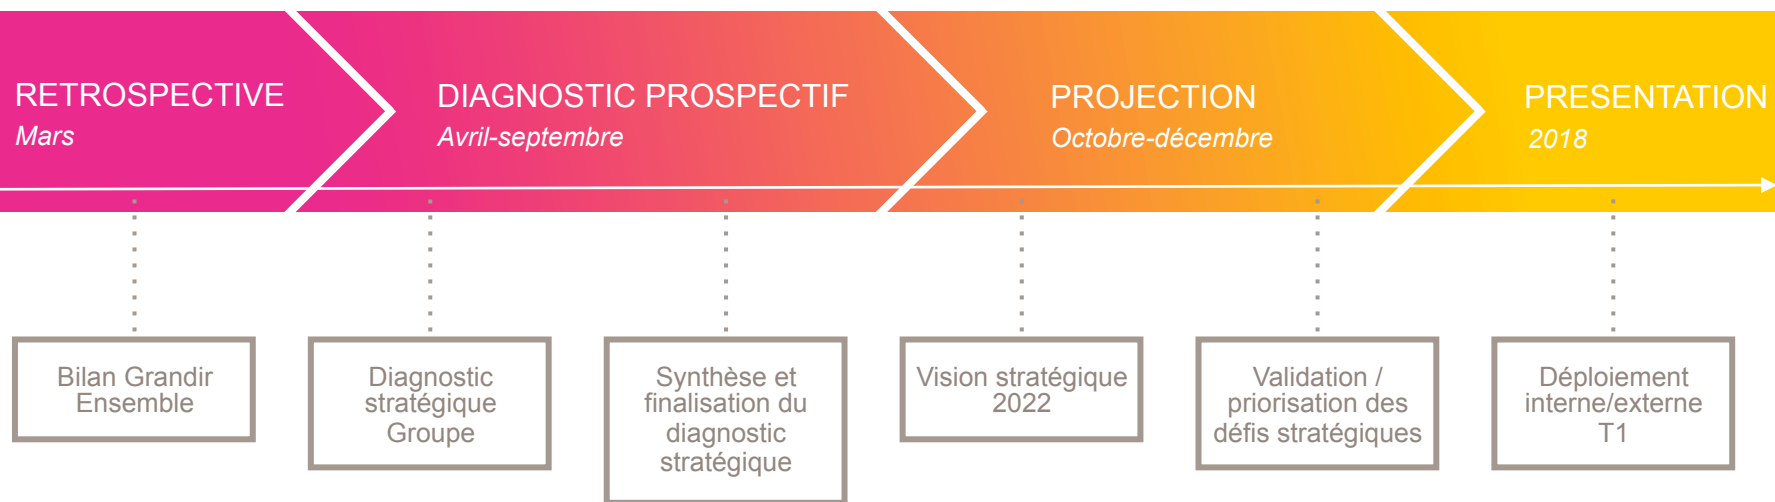 RETROSPECTIVE
Mars
DIAGNOSTIC PROSPECTIF
Avril-septembre
PROJECTION
Octobre-décembre
PRESENTATION
2018
Bilan Grandir
Ensemble
Diagnostic
stratégique
Groupe
Synthèse et
finalisation du
diagnostic
stratégique
Vision stratégique
2022
Validation /
priorisation des
défis stratégiques
Déploiement
interne/externe
T1